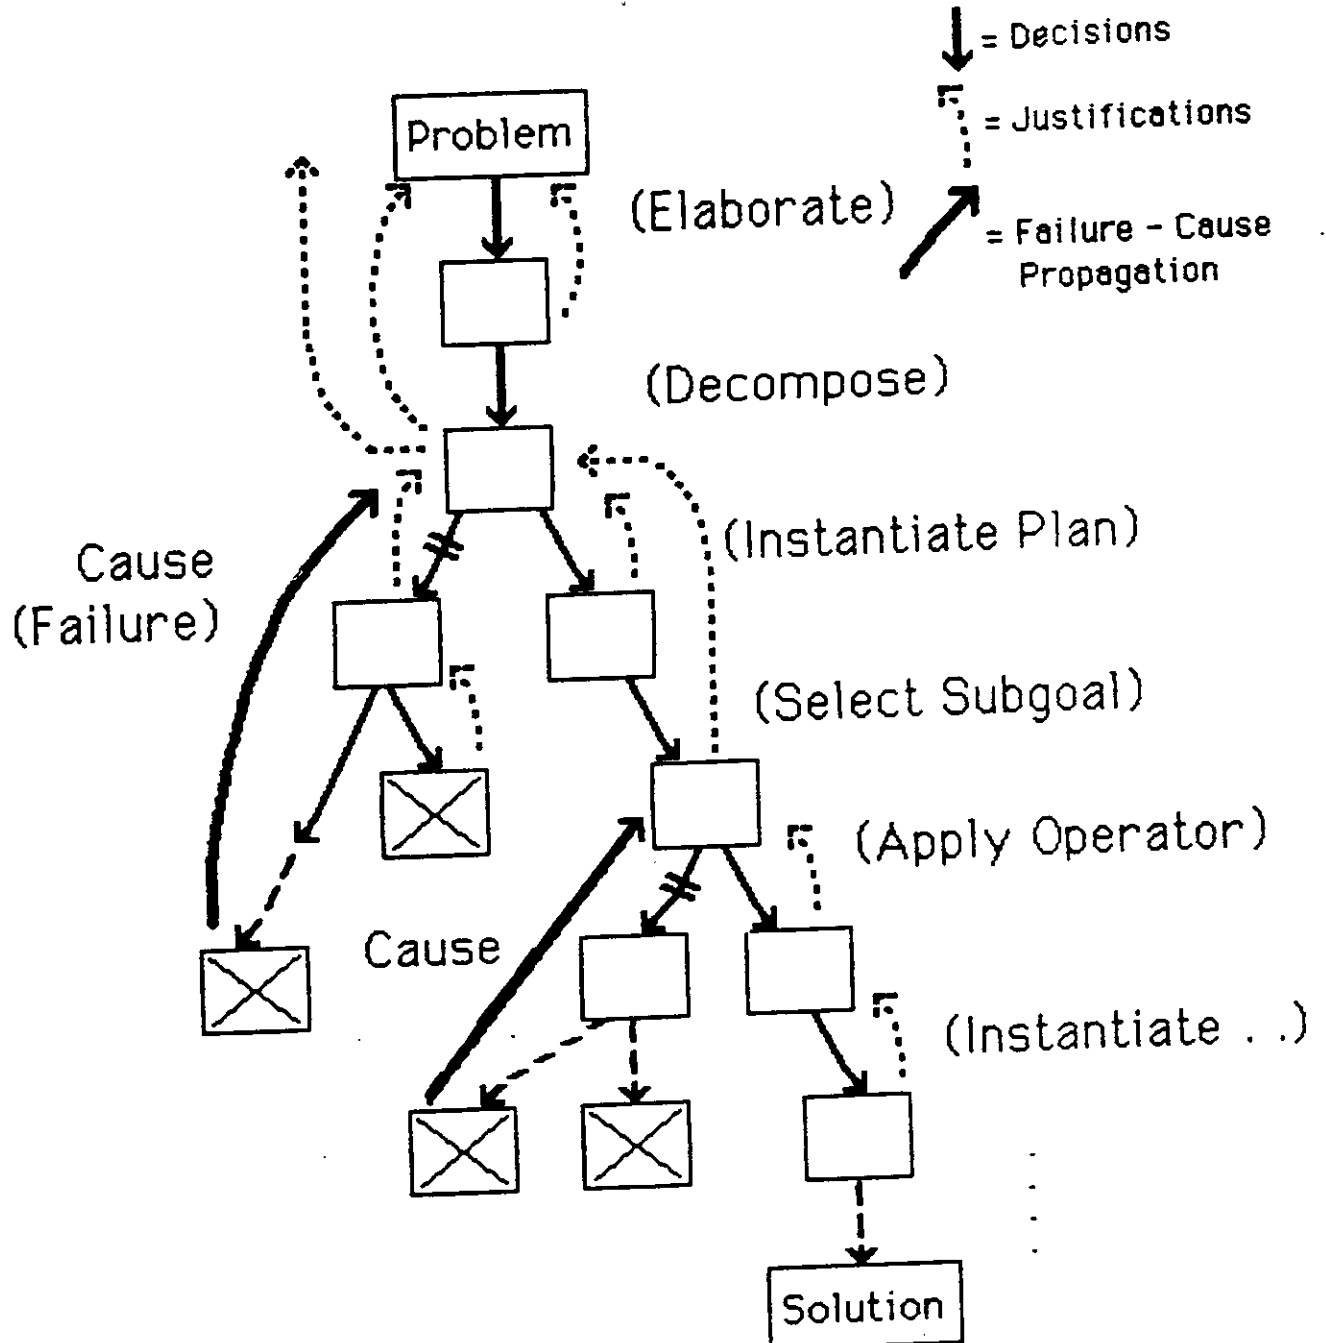 = Decisions
= Justifications
= Failure - Cause
Propagation
Problem
(Elaborate)
(Decompose)
(Instantiate Plan)
Cause
(Failure)
(Select Subgoal)
(Apply Operator)
Cause
(Instantiate . .)
Solution